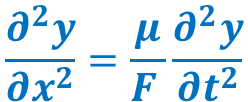 ∂²y/∂x² = μ/F ∂²y/∂t²